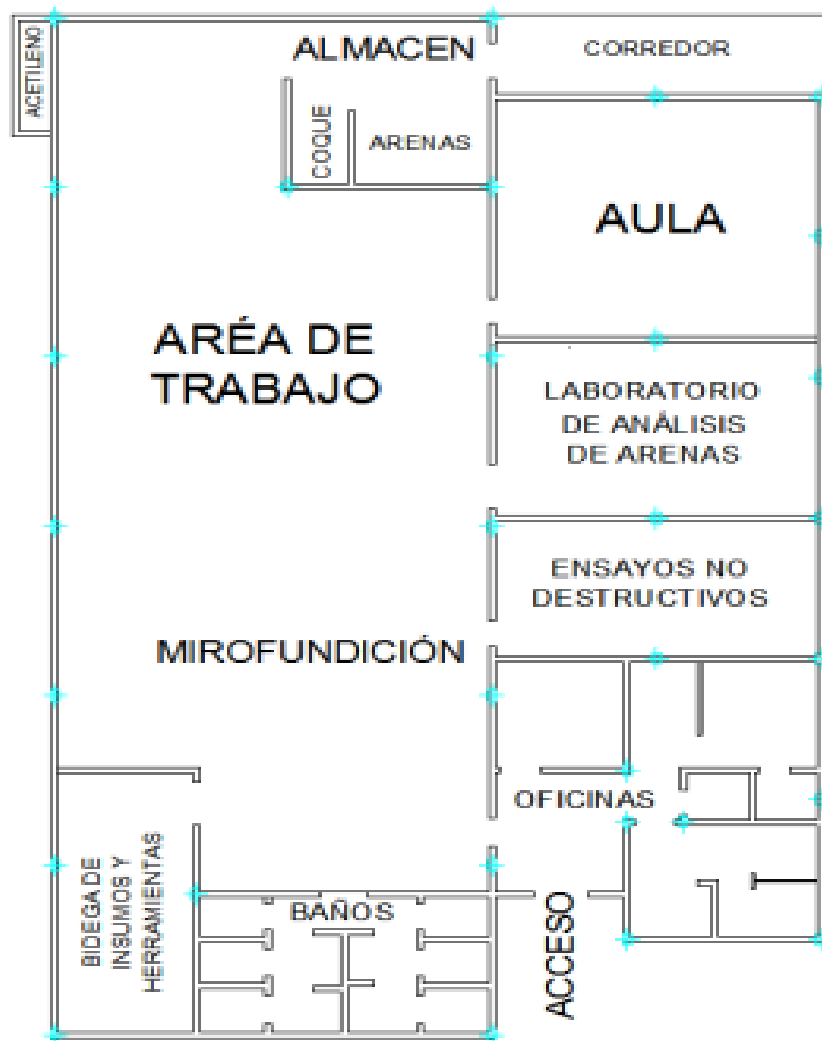 ACETILENO
ALMACEN
CORREDOR
COQUE
ARENAS
AULA
ARÉA DE
TRABAJO
LABORATORIO
DE ANÁLISIS
DE ARENAS
ENSAYOS NO
DESTRUCTIVOS
MIROFUNDICIÓN
OFICINAS
BIDEGA DE
INSUMOS Y
HERRAMIENTAS
BAÑOS
ACCESO